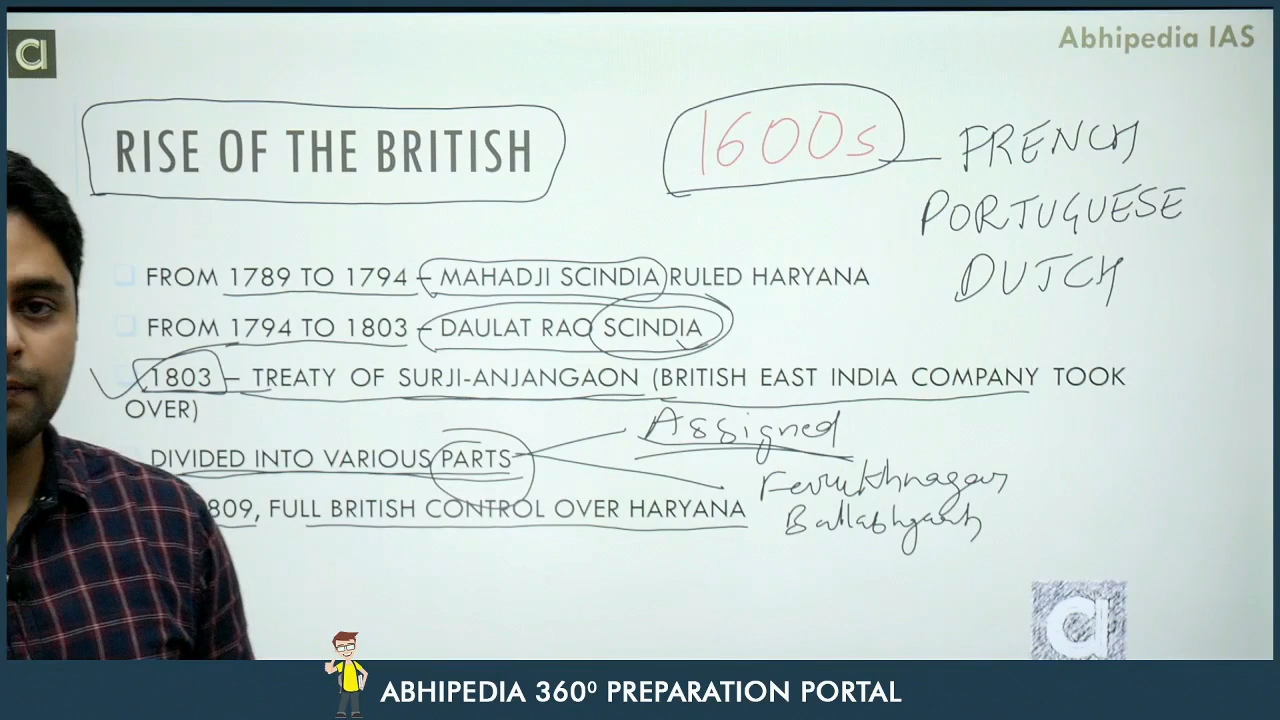 Abhipedia IAS
RISE OF THE BRITISH
1600s
FRENCH
PORTUGUESE
DUTCH
FROM 1789 TO 1794 – MAHADJI SCINDIA RULED HARYANA
FROM 1794 TO 1803 – DAULAT RAO SCINDIA
1803 – TREATY OF SURJI-ANJANGAON (BRITISH EAST INDIA COMPANY TOOK
OVER)
Assigned
DIVIDED INTO VARIOUS PARTS
809, FULL BRITISH CONTROL OVER HARYANA
ABHIPEDIA 360⁰ PREPARATION PORTAL